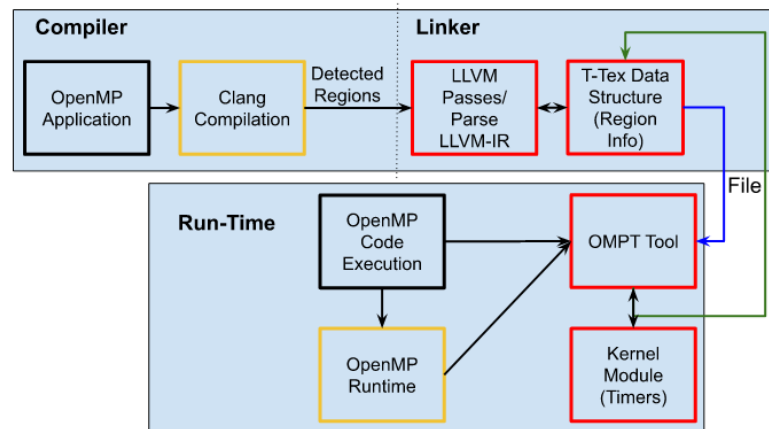 Compiler
Linker
OpenMP
Application
Clang
Compilation
Detected
Regions
LLVM
Passes/
Parse
LLVM-IR
T-Tex Data
Structure
(Region
Info)
File
Run-Time
OpenMP
Code
Execution
OMPT Tool
OpenMP
Runtime
Kernel
Module
(Timers)